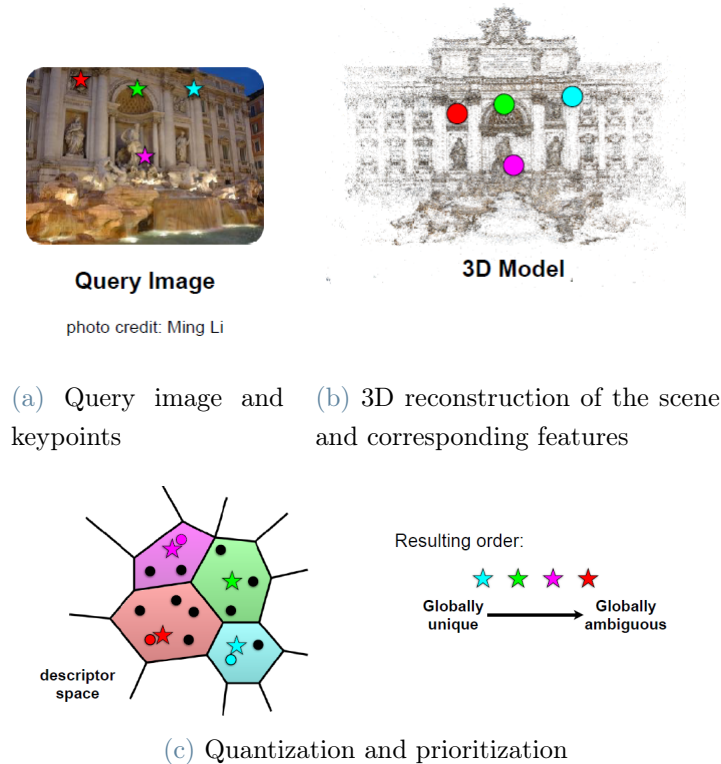 Query Image
photo credit: Ming Li
3D Model
(a) Query image and
keypoints
(b) 3D reconstruction of the scene
and corresponding features
descriptor
space
Resulting order:
Globally
unique
Globally
ambiguous
(c) Quantization and prioritization